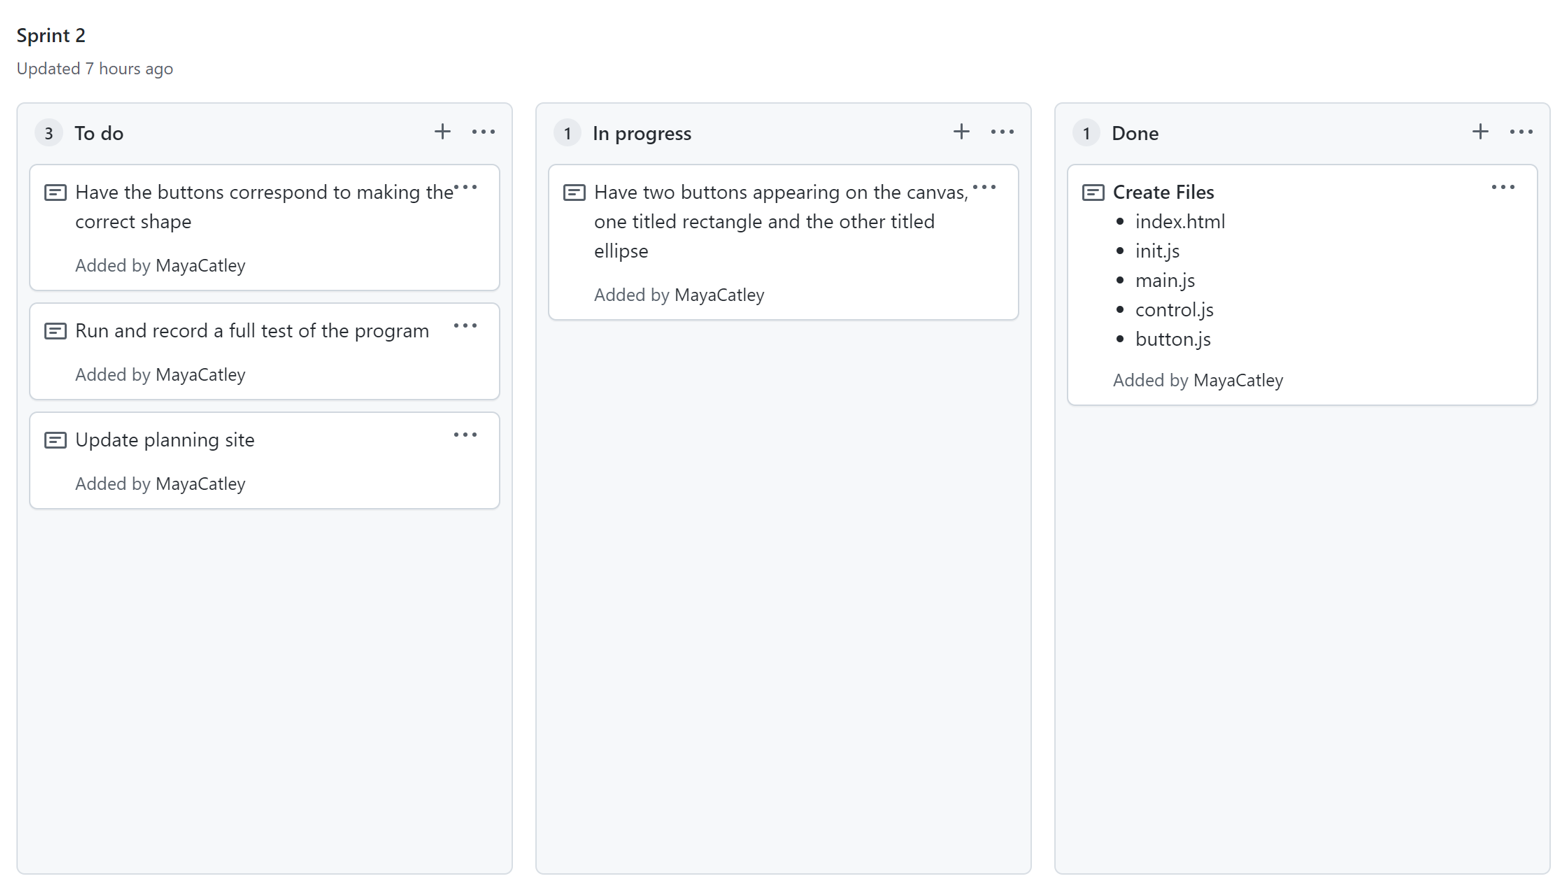 Sprint 2
Updated 7 hours ago
3 To do
Have the buttons correspond to making the
correct shape
Added by MayaCatley
Run and record a full test of the program
Added by MayaCatley
Update planning site
Added by MayaCatley
1 In progress
Have two buttons appearing on the canvas,
one titled rectangle and the other titled
ellipse
Added by MayaCatley
1 Done
Create Files
• index.html
• init.js
• main.js
• control.js
• button.js
Added by MayaCatley